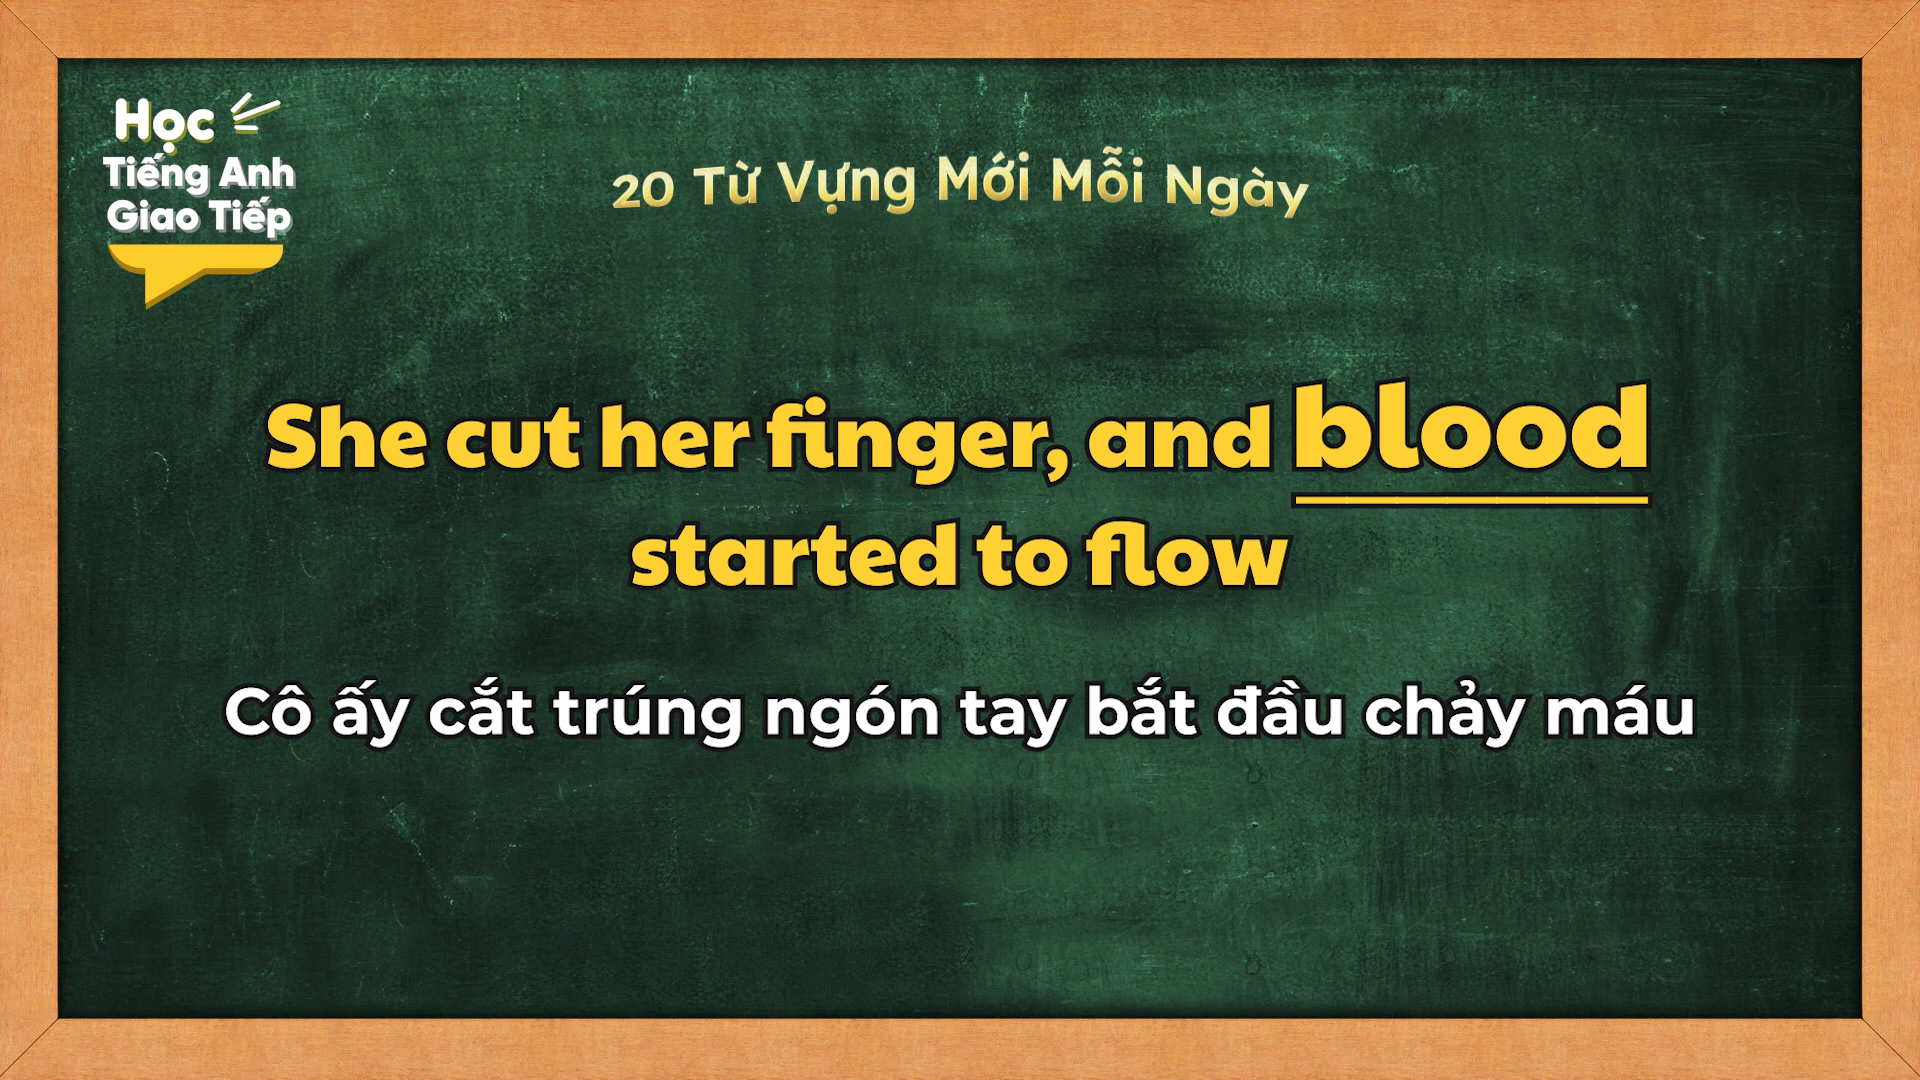 Học
Tiếng Anh
Giao Tiếp
20 Từ Vựng Mới Mỗi Ngày
She cut her finger, and blood
started to flow
Cô ấy cắt trúng ngón tay bắt đầu chảy máu